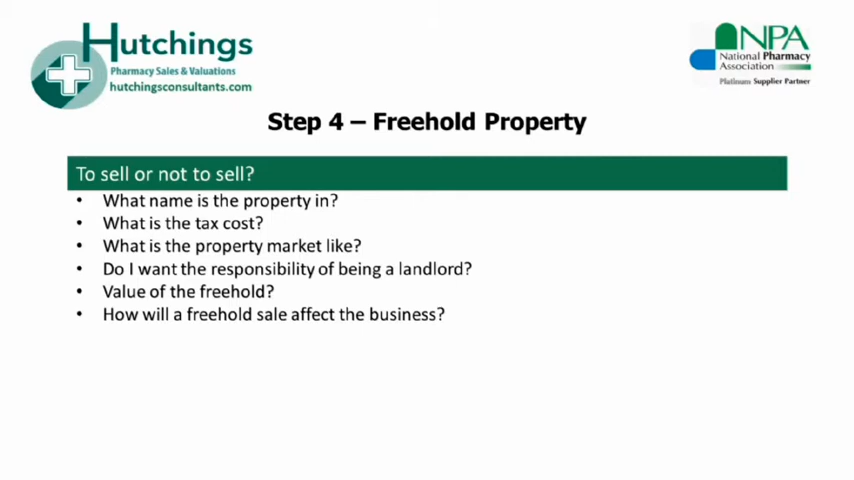 Hutchings
Pharmacy Sales & Valuations
hutchingsconsultants.com
NPA
National Pharmacy
Association
Platinum Supplier Partner
Step 4 – Freehold Property
To sell or not to sell?
• What name is the property in?
• What is the tax cost?
• What is the property market like?
• Do I want the responsibility of being a landlord?
• Value of the freehold?
• How will a freehold sale affect the business?